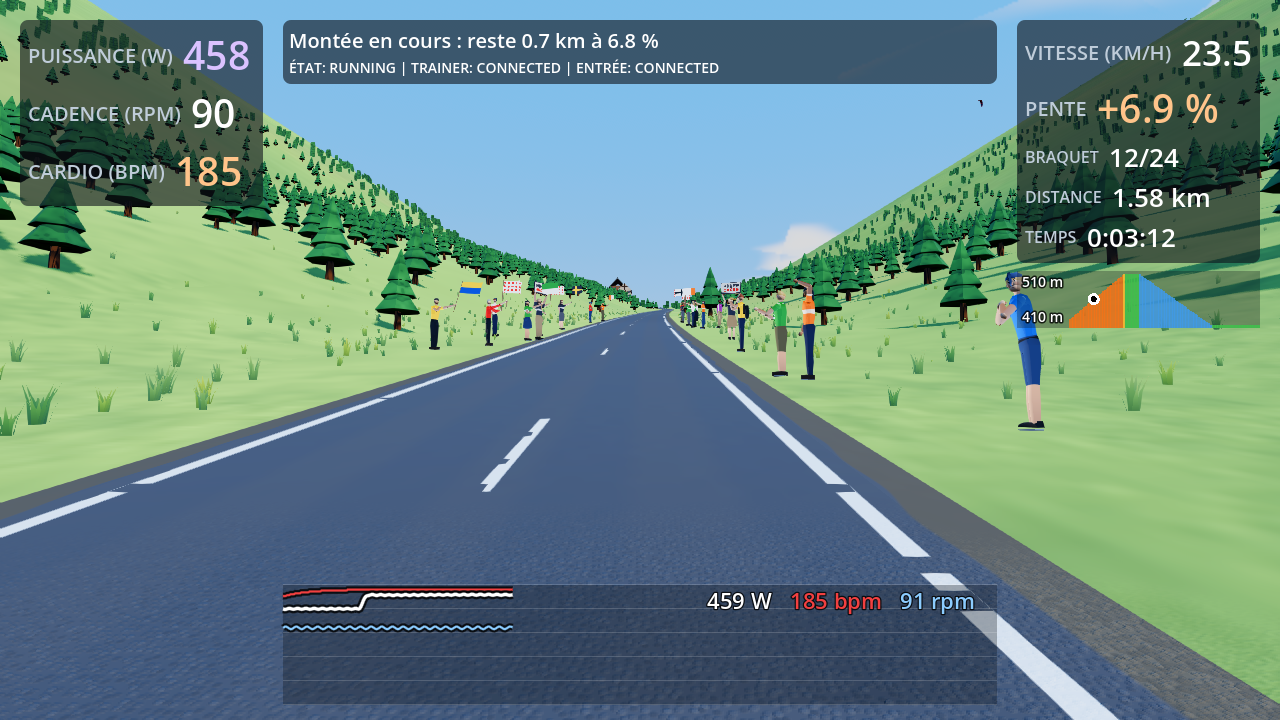 PUISSANCE (W) 458
CADENCE (RPM) 90
CARDIO (BPM) 185
Montée en cours : reste 0.7 km à 6.8 %
ÉTAT: RUNNING | TRAINER: CONNECTED | ENTRÉE: CONNECTED
VITESSE (KM/H) 23.5
PENTE +6.9 %
BRAQUET 12/24
DISTANCE 1.58 km
TEMPS 0:03:12
510 m
410 m
459 W 185 bpm 91 rpm